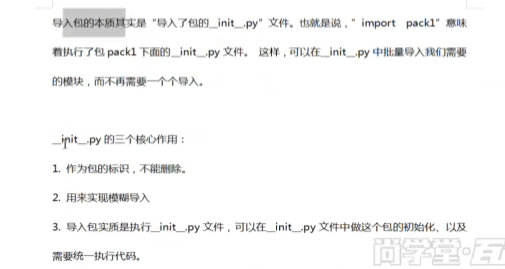 导入包的本质其实是“导入了包的__init__.py”文件。也就是说，”import pack1”意味
着执行了包 pack1 下面的__init__.py 文件。 这样，可以在__init__.py 中批量导入我们需要
的模块，而不再需要一个个导入。
__init__.py 的三个核心作用：
1. 作为包的标识，不能删除。
2. 用来实现模糊导入
3. 导入包实质是执行__init__.py 文件，可以在__init__.py 文件中做这个包的初始化、以及
需要统一执行代码。
尚学堂·百